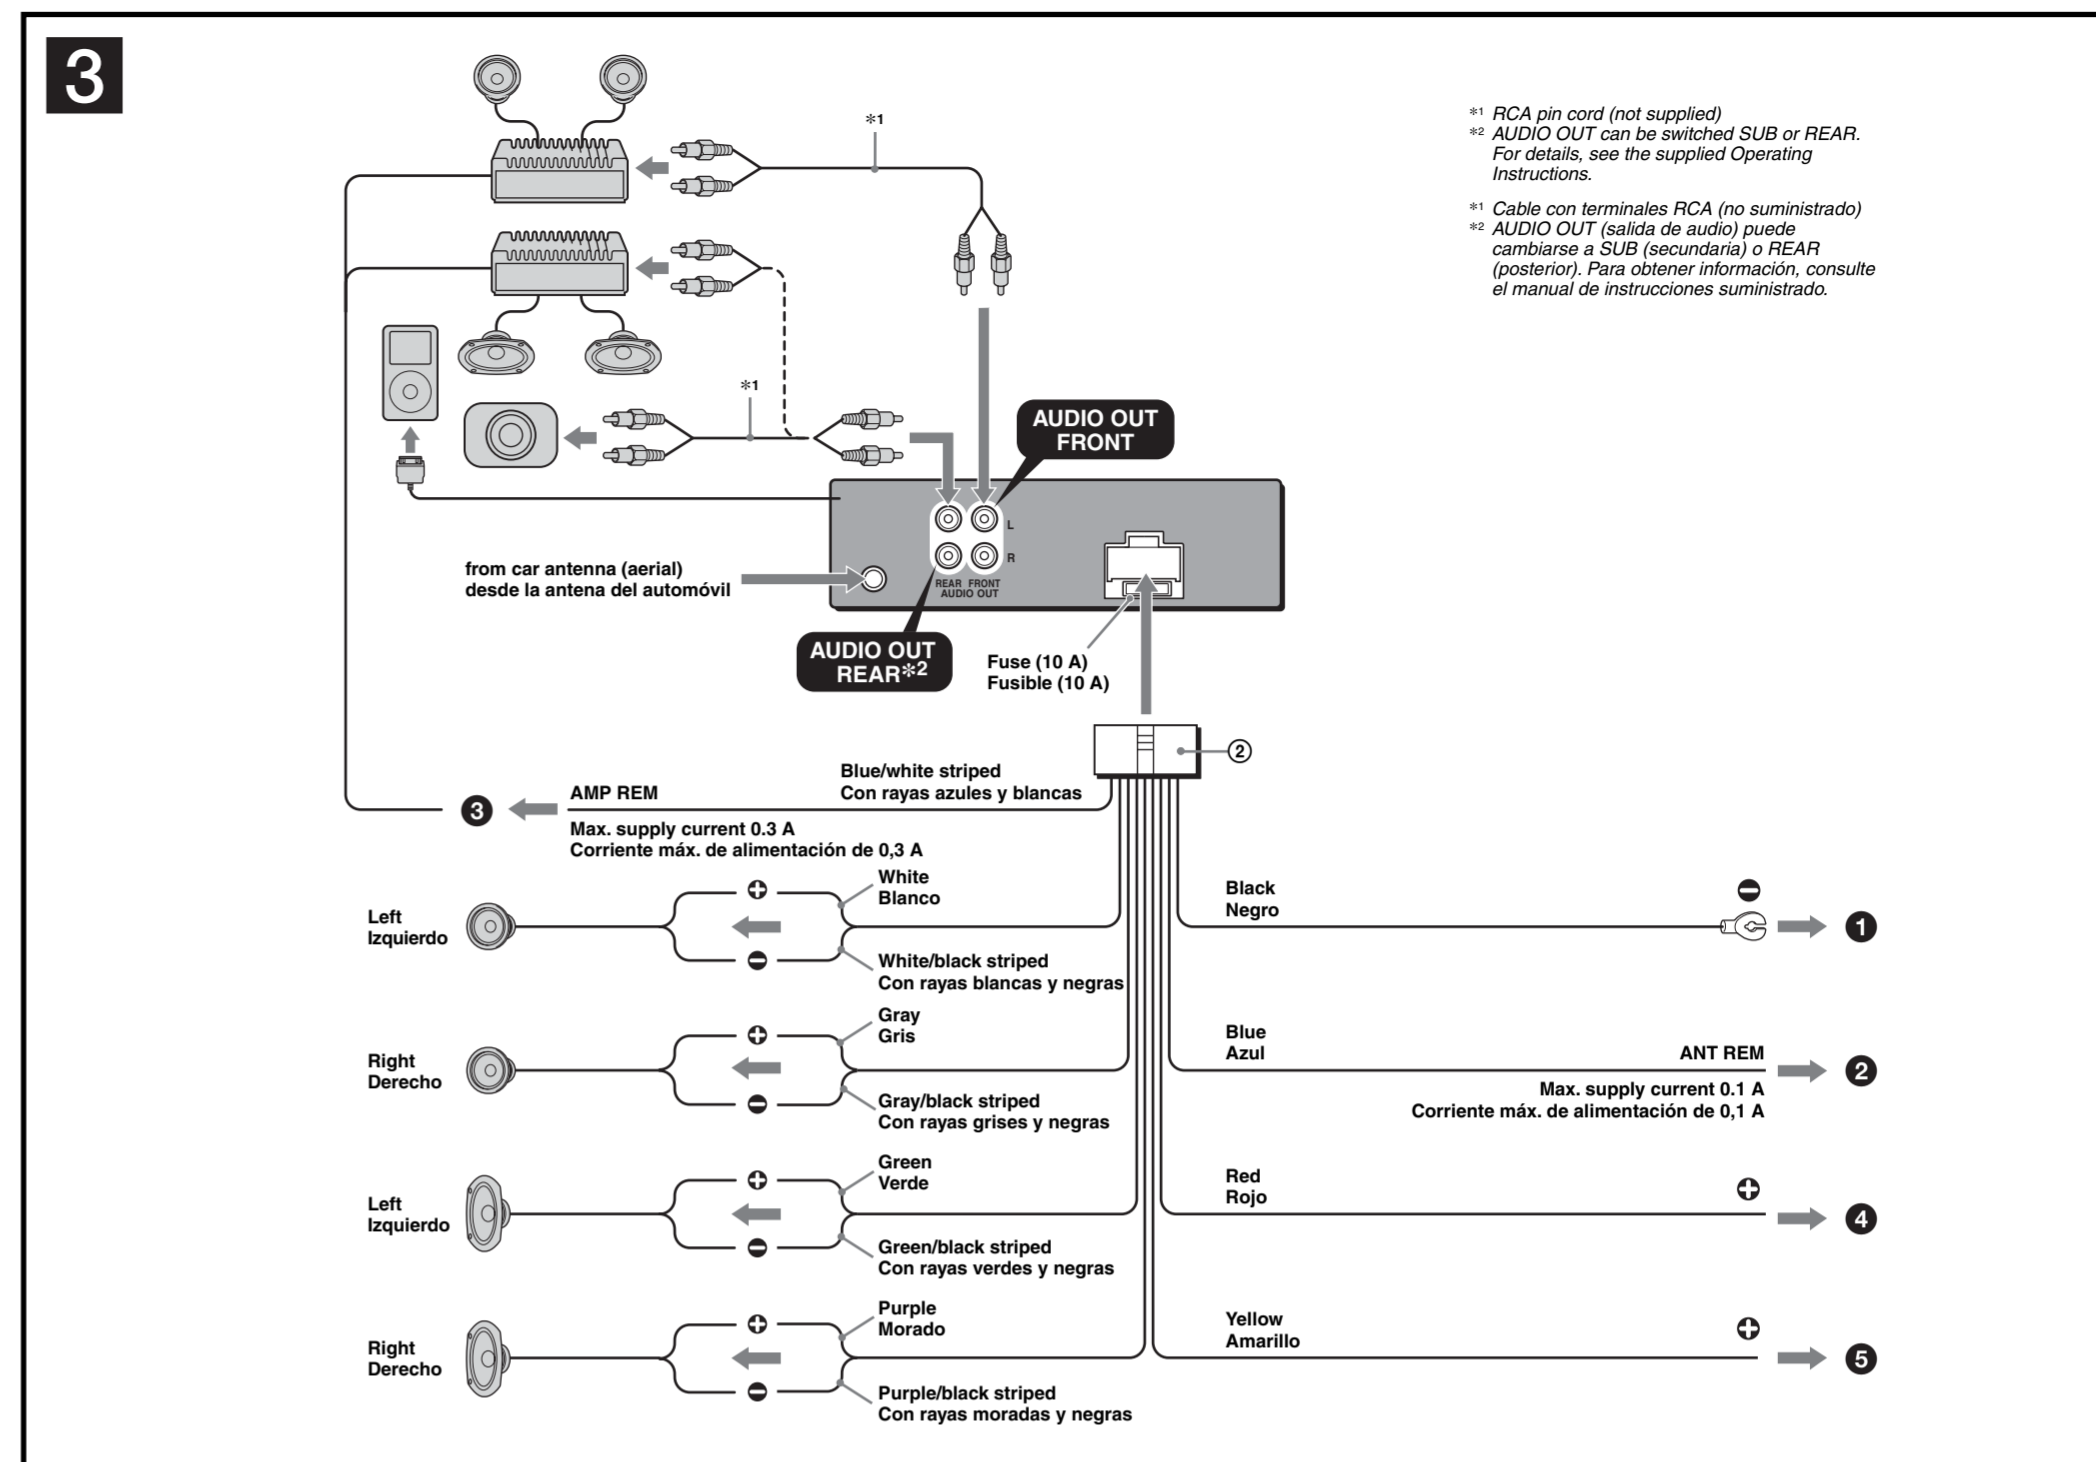 3
*1 RCA pin cord (not supplied)
*2 AUDIO OUT can be switched SUB or REAR.
For details, see the supplied Operating
Instructions.
*1 Cable con terminales RCA (no suministrado)
*2 AUDIO OUT (salida de audio) puede
cambiarse a SUB (secundaria) o REAR
(posterior). Para obtener información, consulte
el manual de instrucciones suministrado.
*1
*1
AUDIO OUT
FRONT
L
R
REAR FRONT
AUDIO OUT
from car antenna (aerial)
desde la antena del automóvil
AUDIO OUT
REAR*2
Fuse (10 A)
Fusible (10 A)
②
Blue/white striped
Con rayas azules y blancas
❸
AMP REM
Max. supply current 0.3 A
Corriente máx. de alimentación de 0,3 A
Left
Izquierdo
+
−
White
Blanco
White/black striped
Con rayas blancas y negras
Right
Derecho
+
−
Gray
Gris
Gray/black striped
Con rayas grises y negras
Left
Izquierdo
+
−
Green
Verde
Green/black striped
Con rayas verdes y negras
Right
Derecho
+
−
Purple
Morado
Purple/black striped
Con rayas moradas y negras
Black
Negro
−
❶
Blue
Azul
ANT REM
❷
Max. supply current 0.1 A
Corriente máx. de alimentación de 0,1 A
Red
Rojo
+
❹
Yellow
Amarillo
+
❺